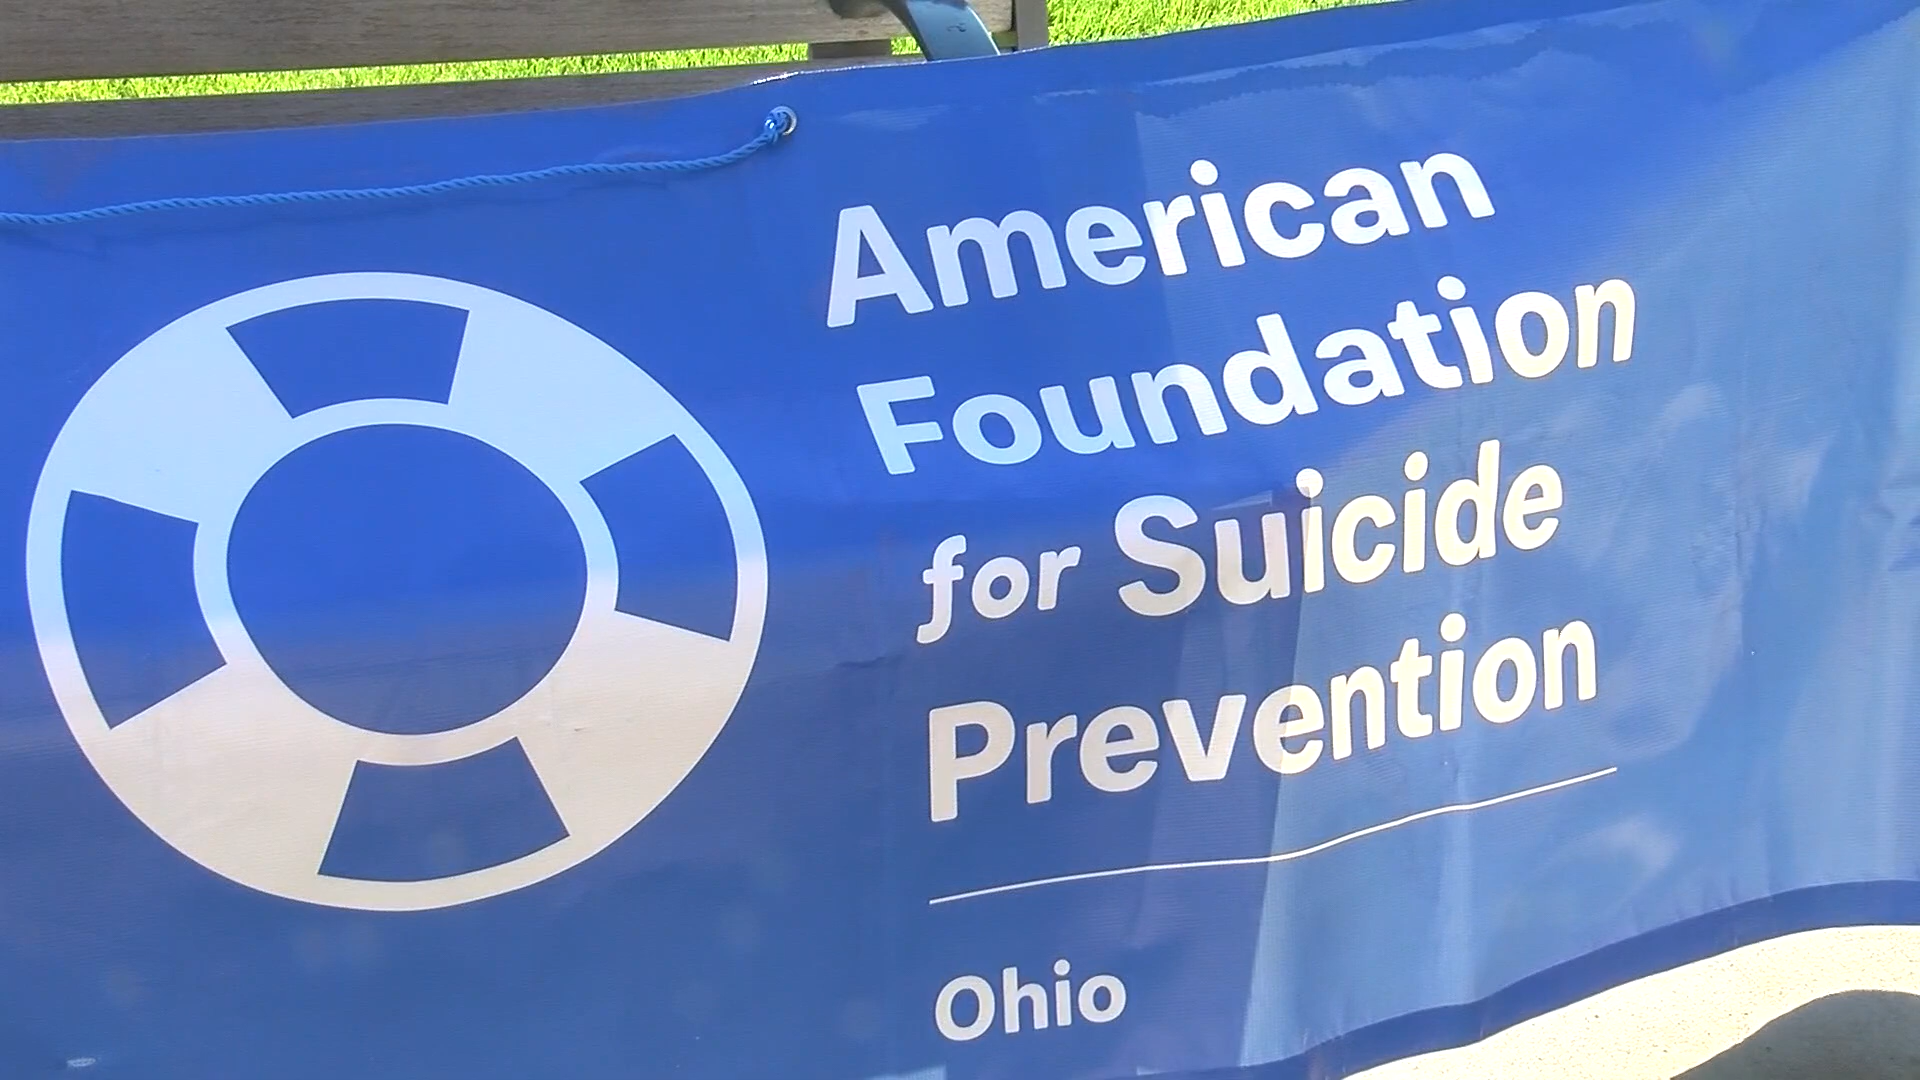 American
Foundation
for Suicide
Prevention
Ohio